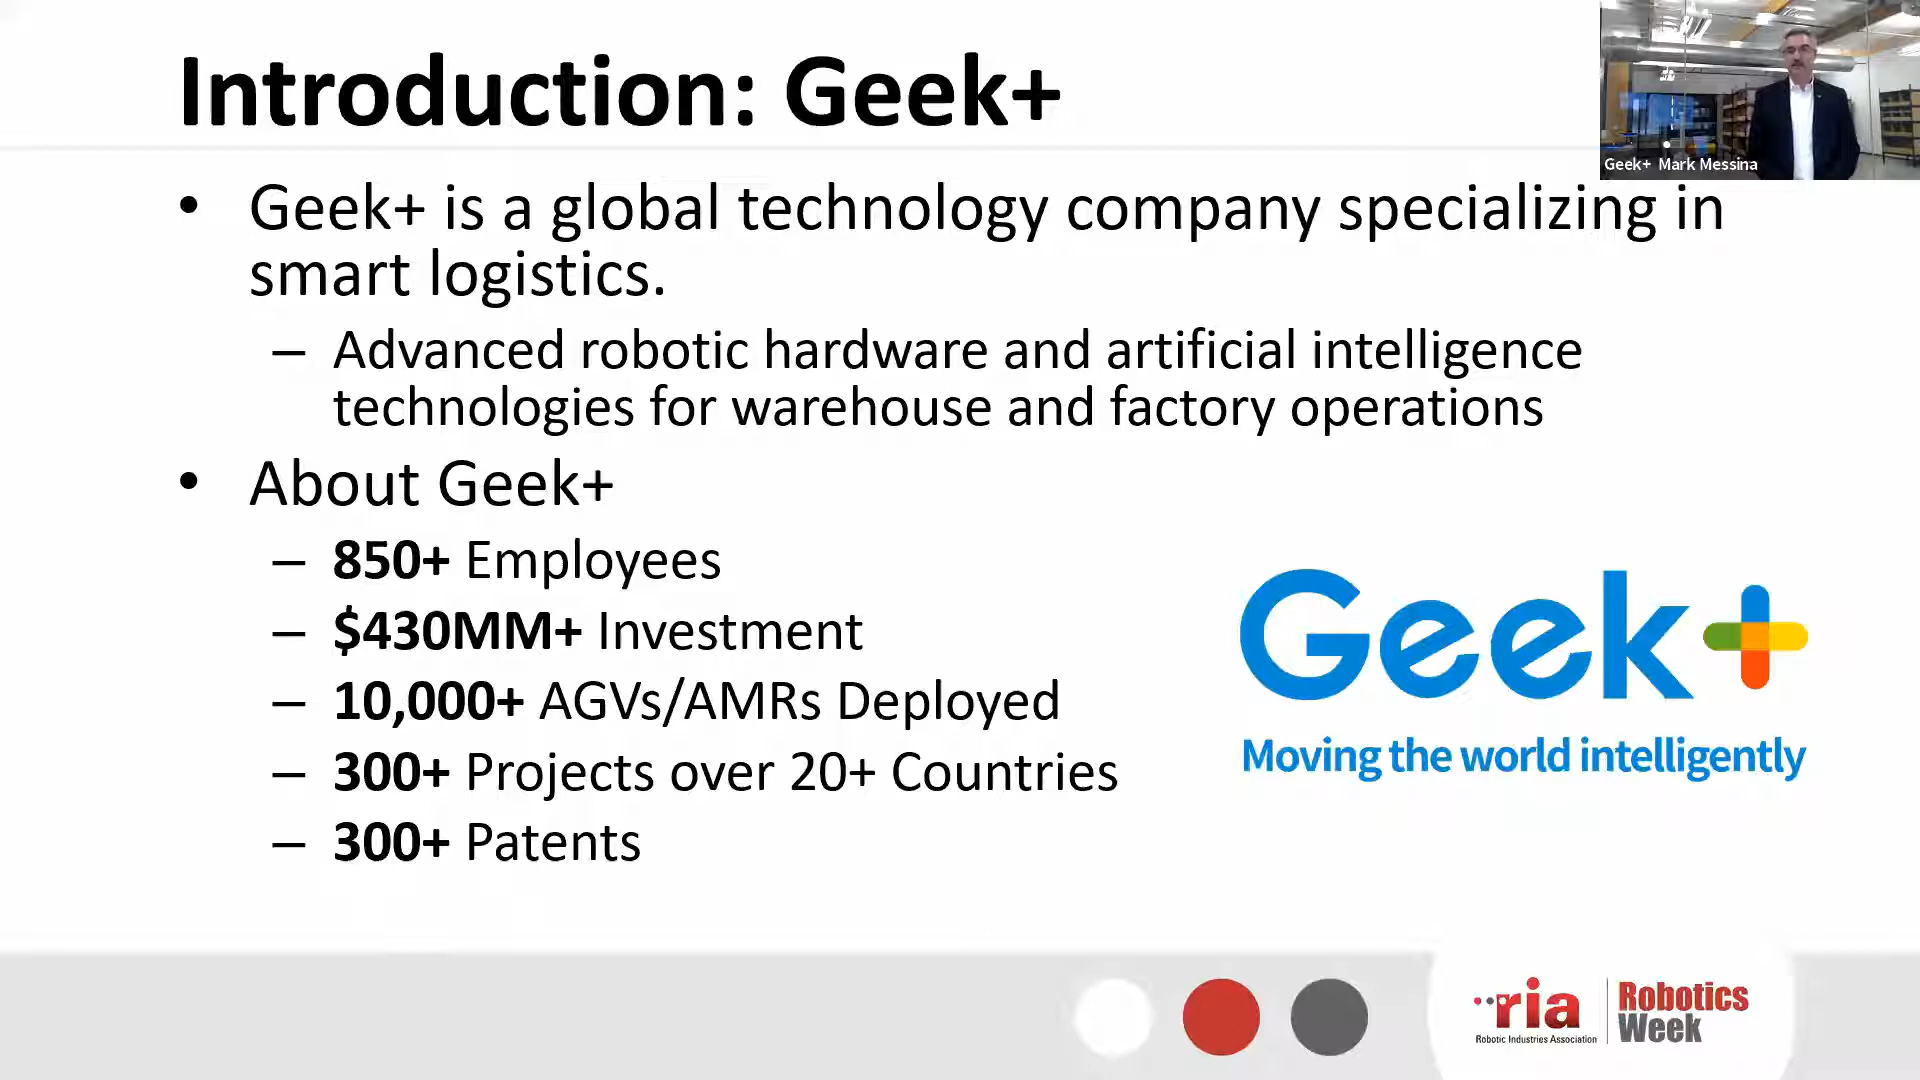 Introduction: Geek+
Geek+ Mark Messina
• Geek+ is a global technology company specializing in
smart logistics.
– Advanced robotic hardware and artificial intelligence
technologies for warehouse and factory operations
• About Geek+
– 850+ Employees
– $430MM+ Investment
– 10,000+ AGVs/AMRs Deployed
– 300+ Projects over 20+ Countries
– 300+ Patents
Geek+
Moving the world intelligently
ria
Robotic Industries Association
Robotics
Week